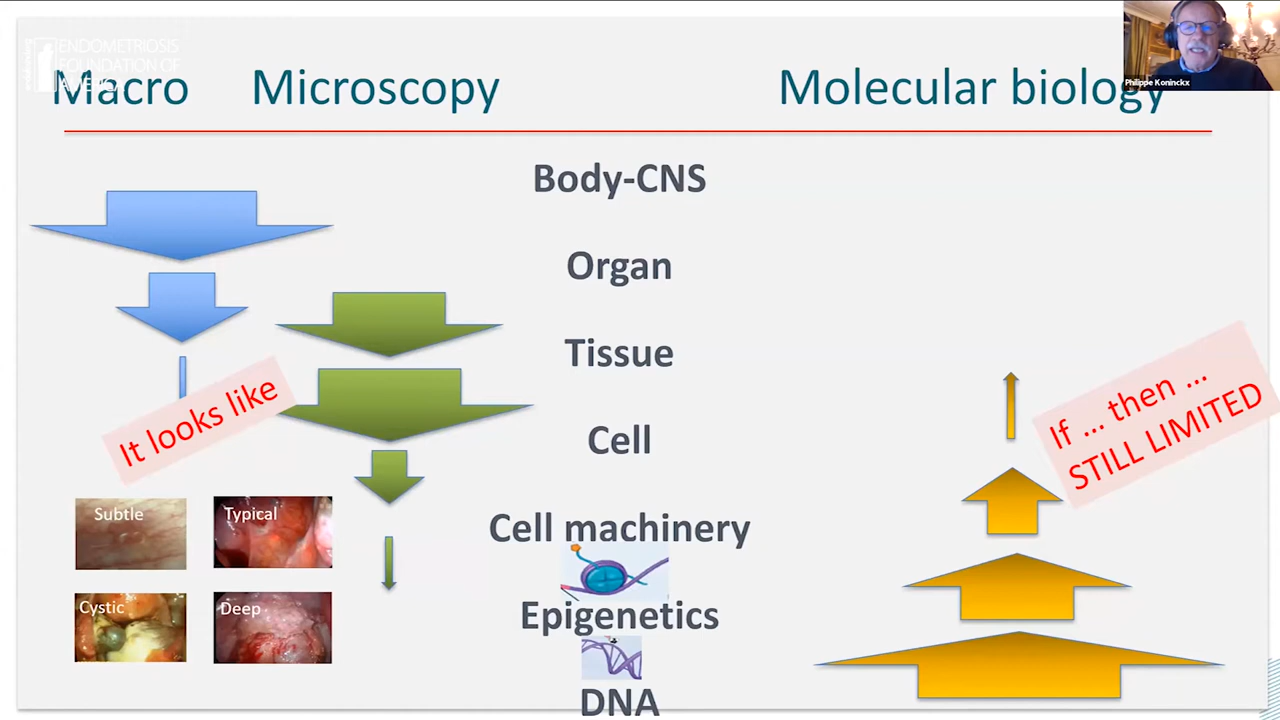 ENDOMETRIOSIS
FOUNDATION OF
AMERICA
Macro Microscopy Molecular biology
Philippe Koninckx
Body-CNS
Organ
Tissue
Cell
Cell machinery
Epigenetics
DNA
It looks like
Subtle
Typical
Cystic
Deep
If ... then ...
STILL LIMITED